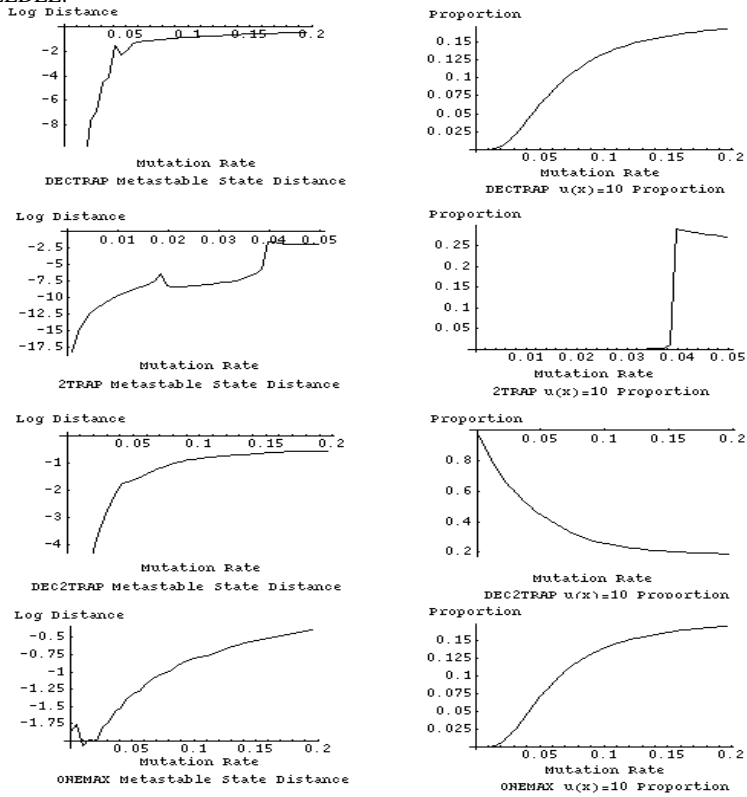 Log Distance
0.05 0.1 0.15 0.2
-2
-4
-6
-8
Mutation Rate
DECTRAP Metastable State Distance
Proportion
0.15
0.125
0.1
0.075
0.05
0.025
0.05 0.1 0.15 0.2
Mutation Rate
DECTRAP u(x)=10 Proportion
Log Distance
0.01 0.02 0.03 0.04 0.05
-2.5
-5
-7.5
-10
-12.5
-15
-17.5
Mutation Rate
2TRAP Metastable State Distance
Proportion
0.25
0.2
0.15
0.1
0.05
0.01 0.02 0.03 0.04 0.05
Mutation Rate
2TRAP u(x)=10 Proportion
Log Distance
0.05 0.1 0.15 0.2
-1
-2
-3
-4
Mutation Rate
DEC2TRAP Metastable State Distance
Proportion
0.05 0.1 0.15 0.2
0.8
0.6
0.4
0.2
Mutation Rate
DEC2TRAP u(x)=10 Proportion
Log Distance
-0.5
-0.75
-1
-1.25
-1.5
-1.75
0.05 0.1 0.15 0.2
Mutation Rate
ONEMAX Metastable State Distance
Proportion
0.15
0.125
0.1
0.075
0.05
0.025
0.05 0.1 0.15 0.2
Mutation Rate
ONEMAX u(x)=10 Proportion